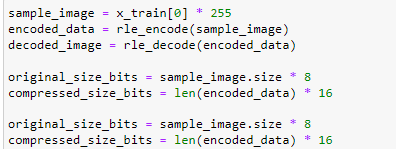 sample_image = x_train[0] * 255
encoded_data = rle_encode(sample_image)
decoded_image = rle_decode(encoded_data)
original_size_bits = sample_image.size * 8
compressed_size_bits = len(encoded_data) * 16
original_size_bits = sample_image.size * 8
compressed_size_bits = len(encoded_data) * 16